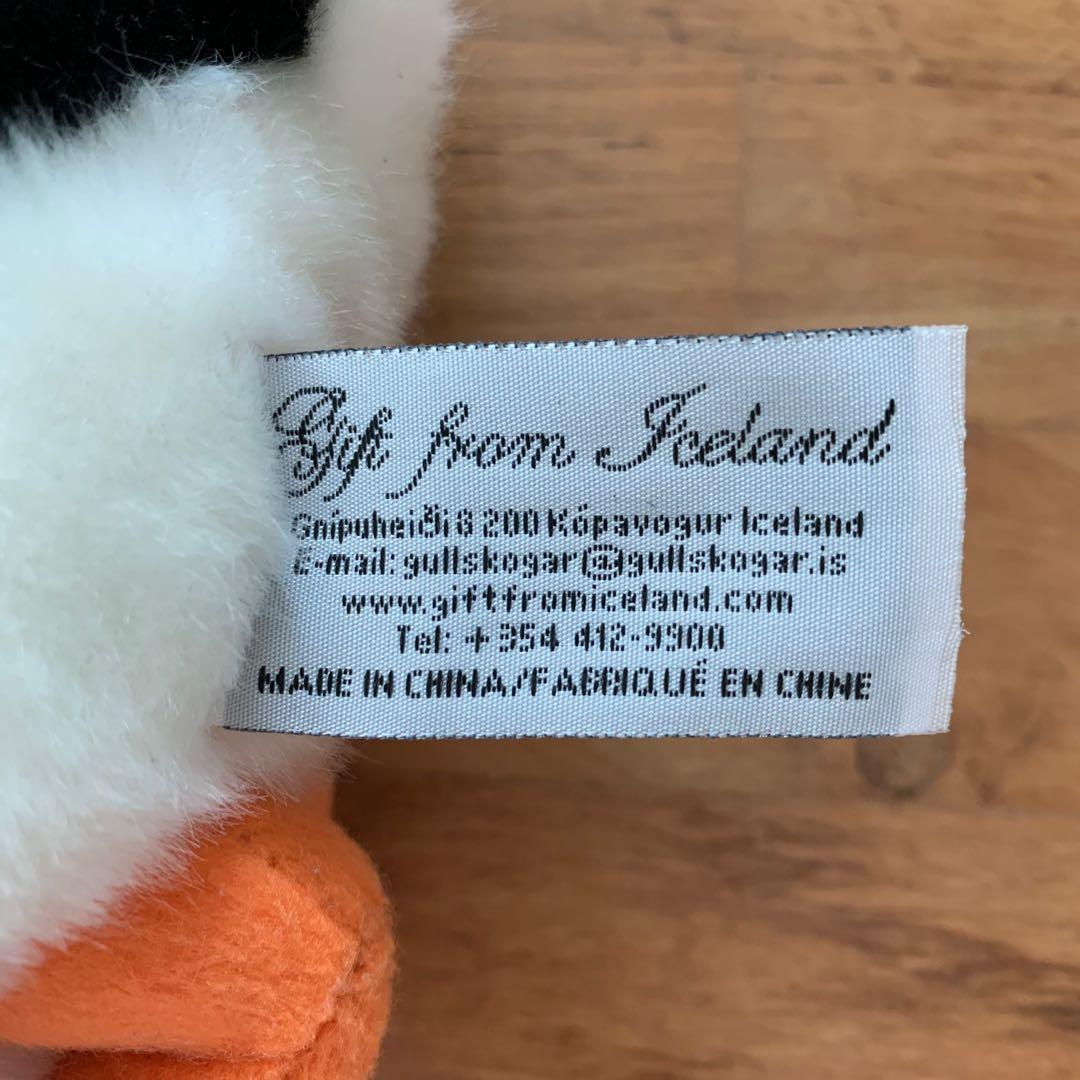 Gift from Iceland
Gnípuheiði 8 200 Kópavogur Iceland
E-mail: gullskogar@gullskogar.is
www.giftfromiceland.com
Tel: + 354 412-9900
MADE IN CHINA/FABRIQUÉ EN CHINE